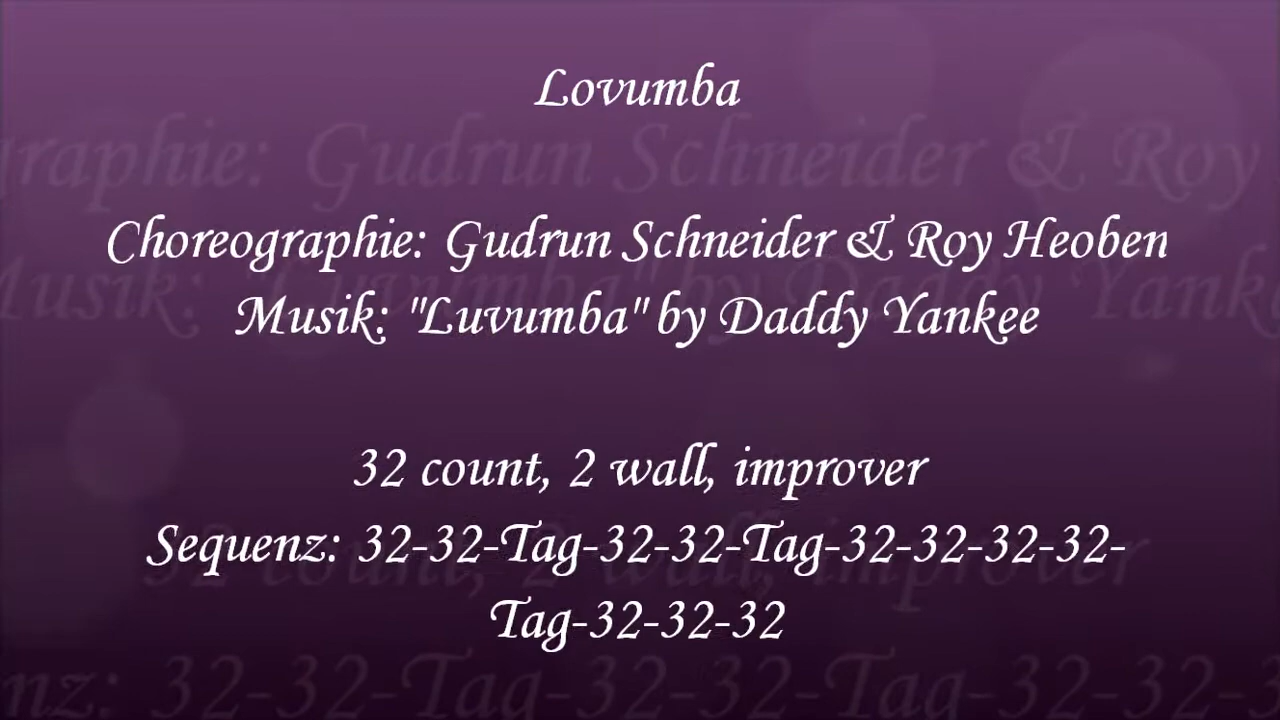 Lovumba
Choreographie: Gudrun Schneider & Roy Heoben
Musik: "Luvumba" by Daddy Yankee
32 count, 2 wall, improver
Sequenz: 32-32-Tag-32-32-Tag-32-32-32-32-
Tag-32-32-32